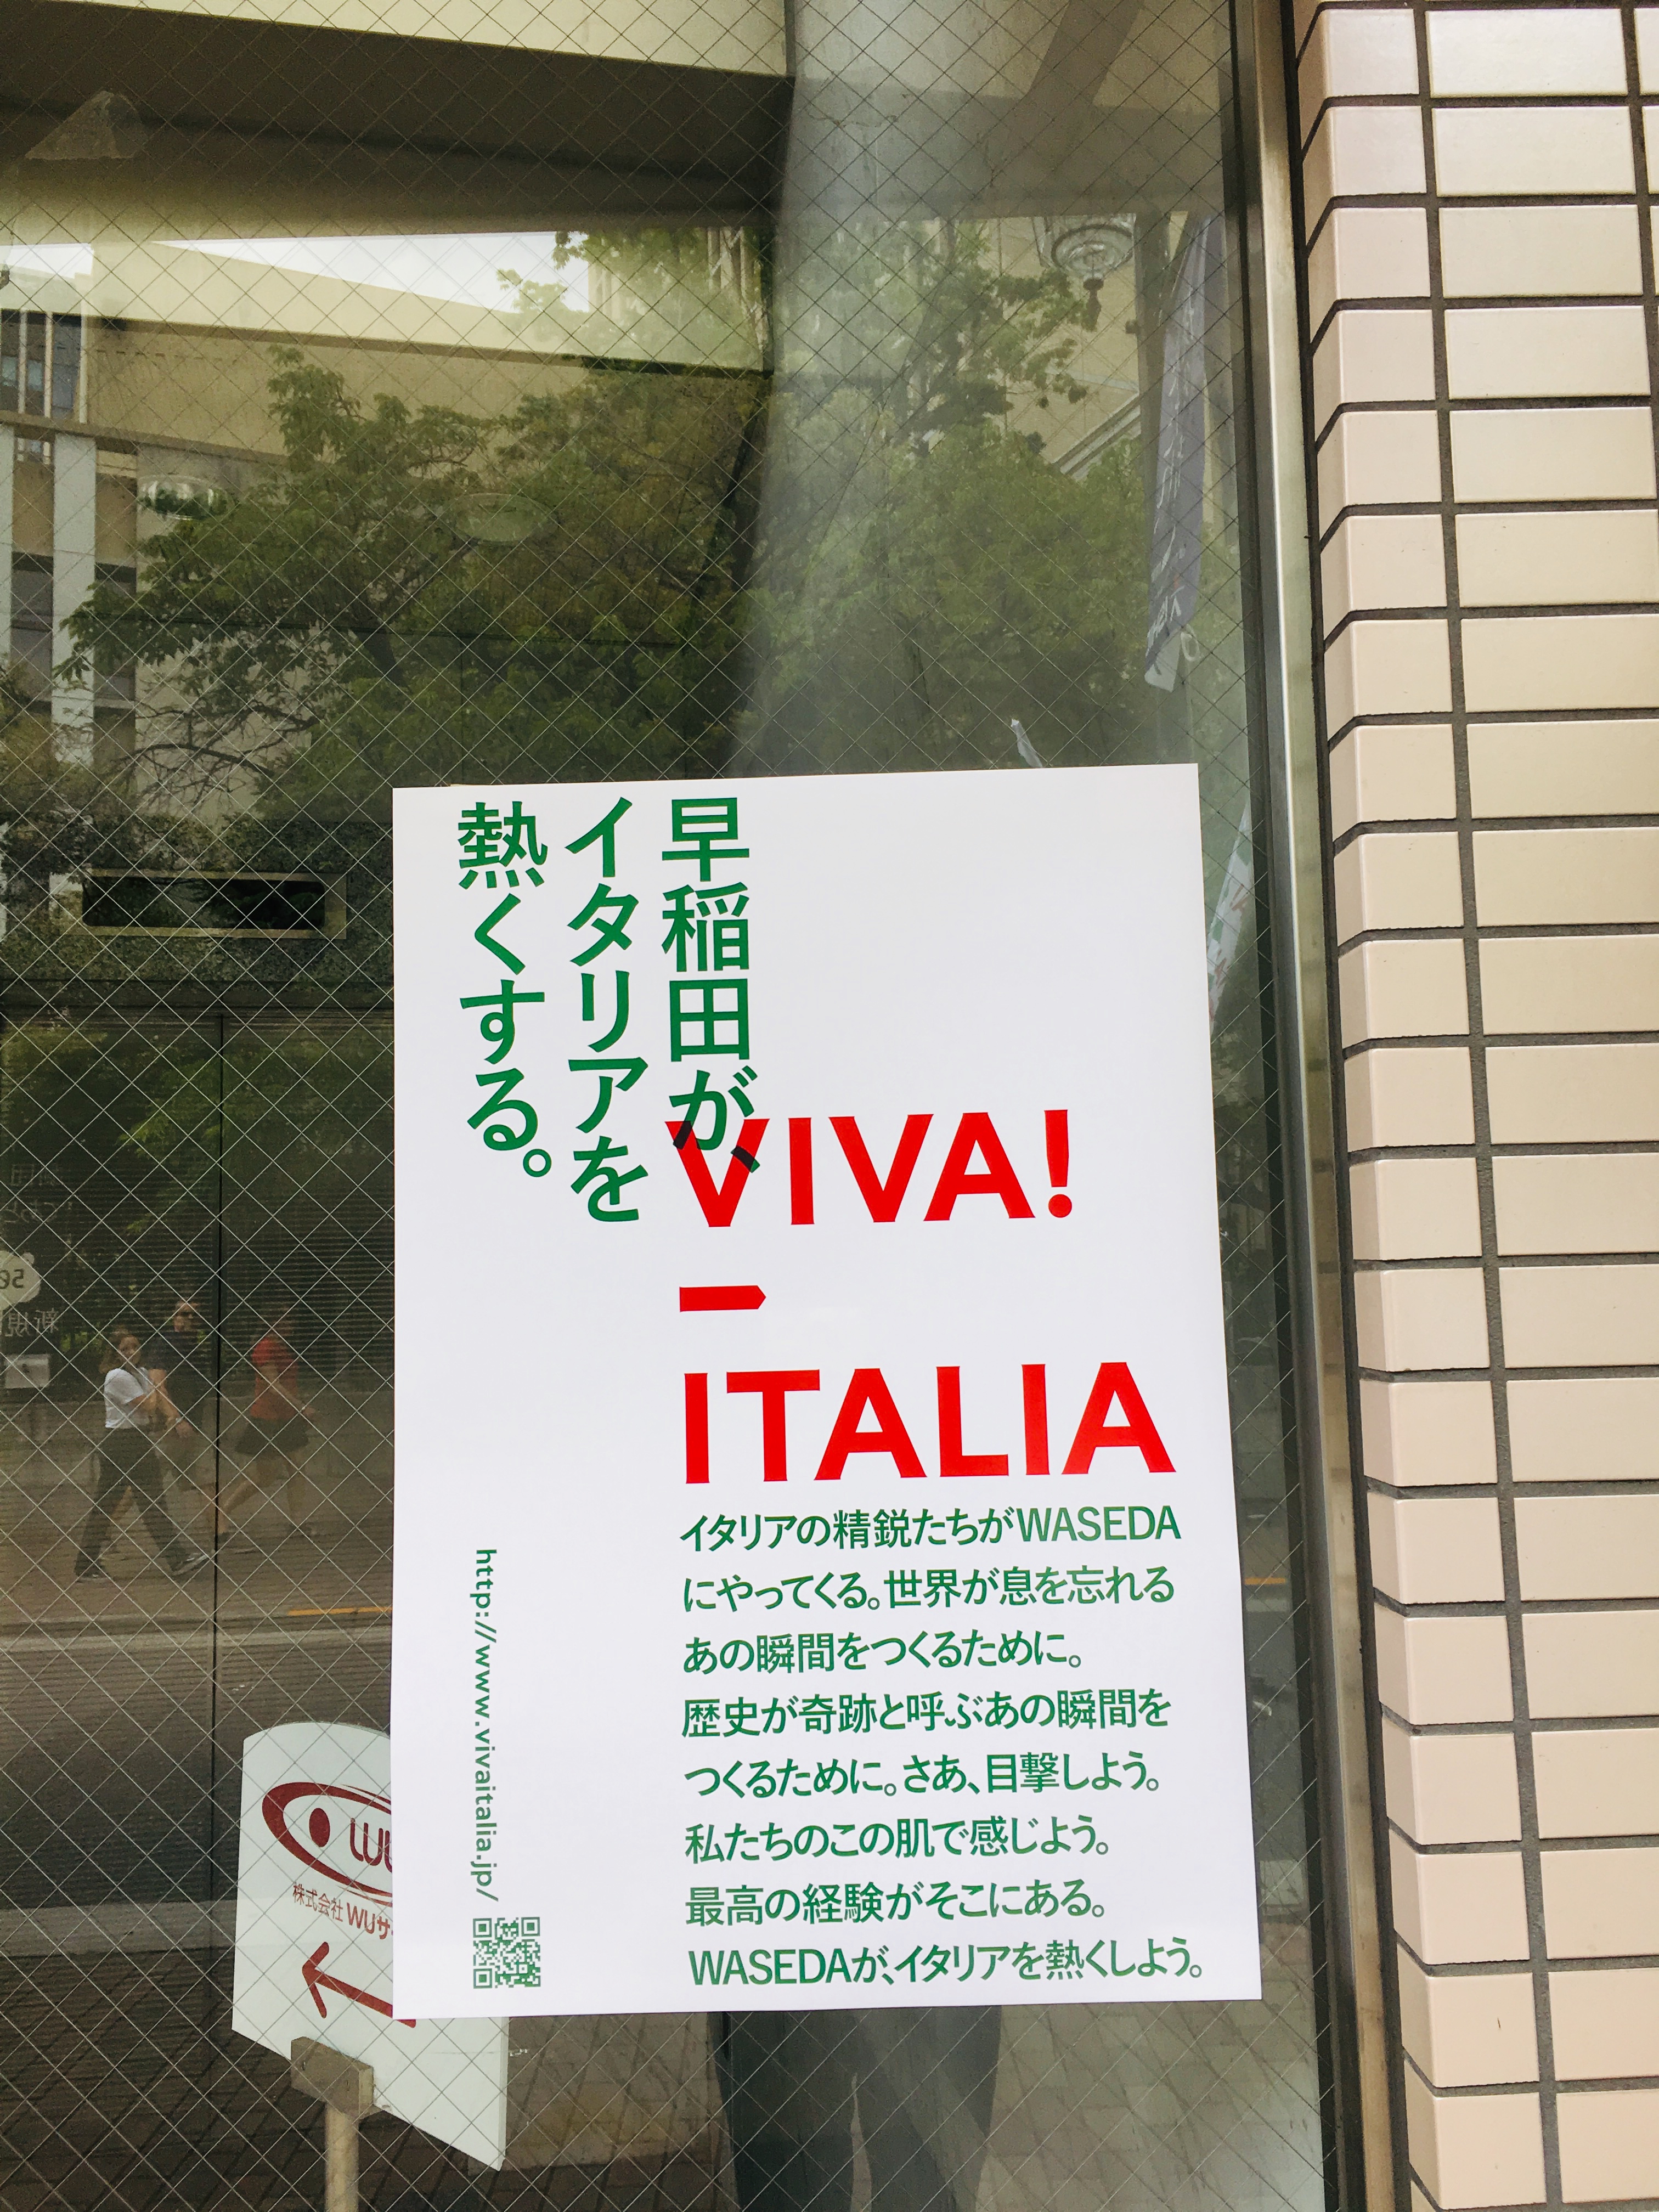 早稲田が、
イタリアを
熱くする。
VIVA!
ITALIA
イタリアの精鋭たちがWASEDA
にやってくる。世界が息を忘れる
あの瞬間をつくるために。
歴史が奇跡と呼ぶあの瞬間を
つくるために。さあ、目撃しよう。
私たちのこの肌で感じよう。
最高の経験がそこにある。
WASEDAが、イタリアを熱くしよう。
http://www.vivaitalia.jp/
株式会社 WUサ
新規